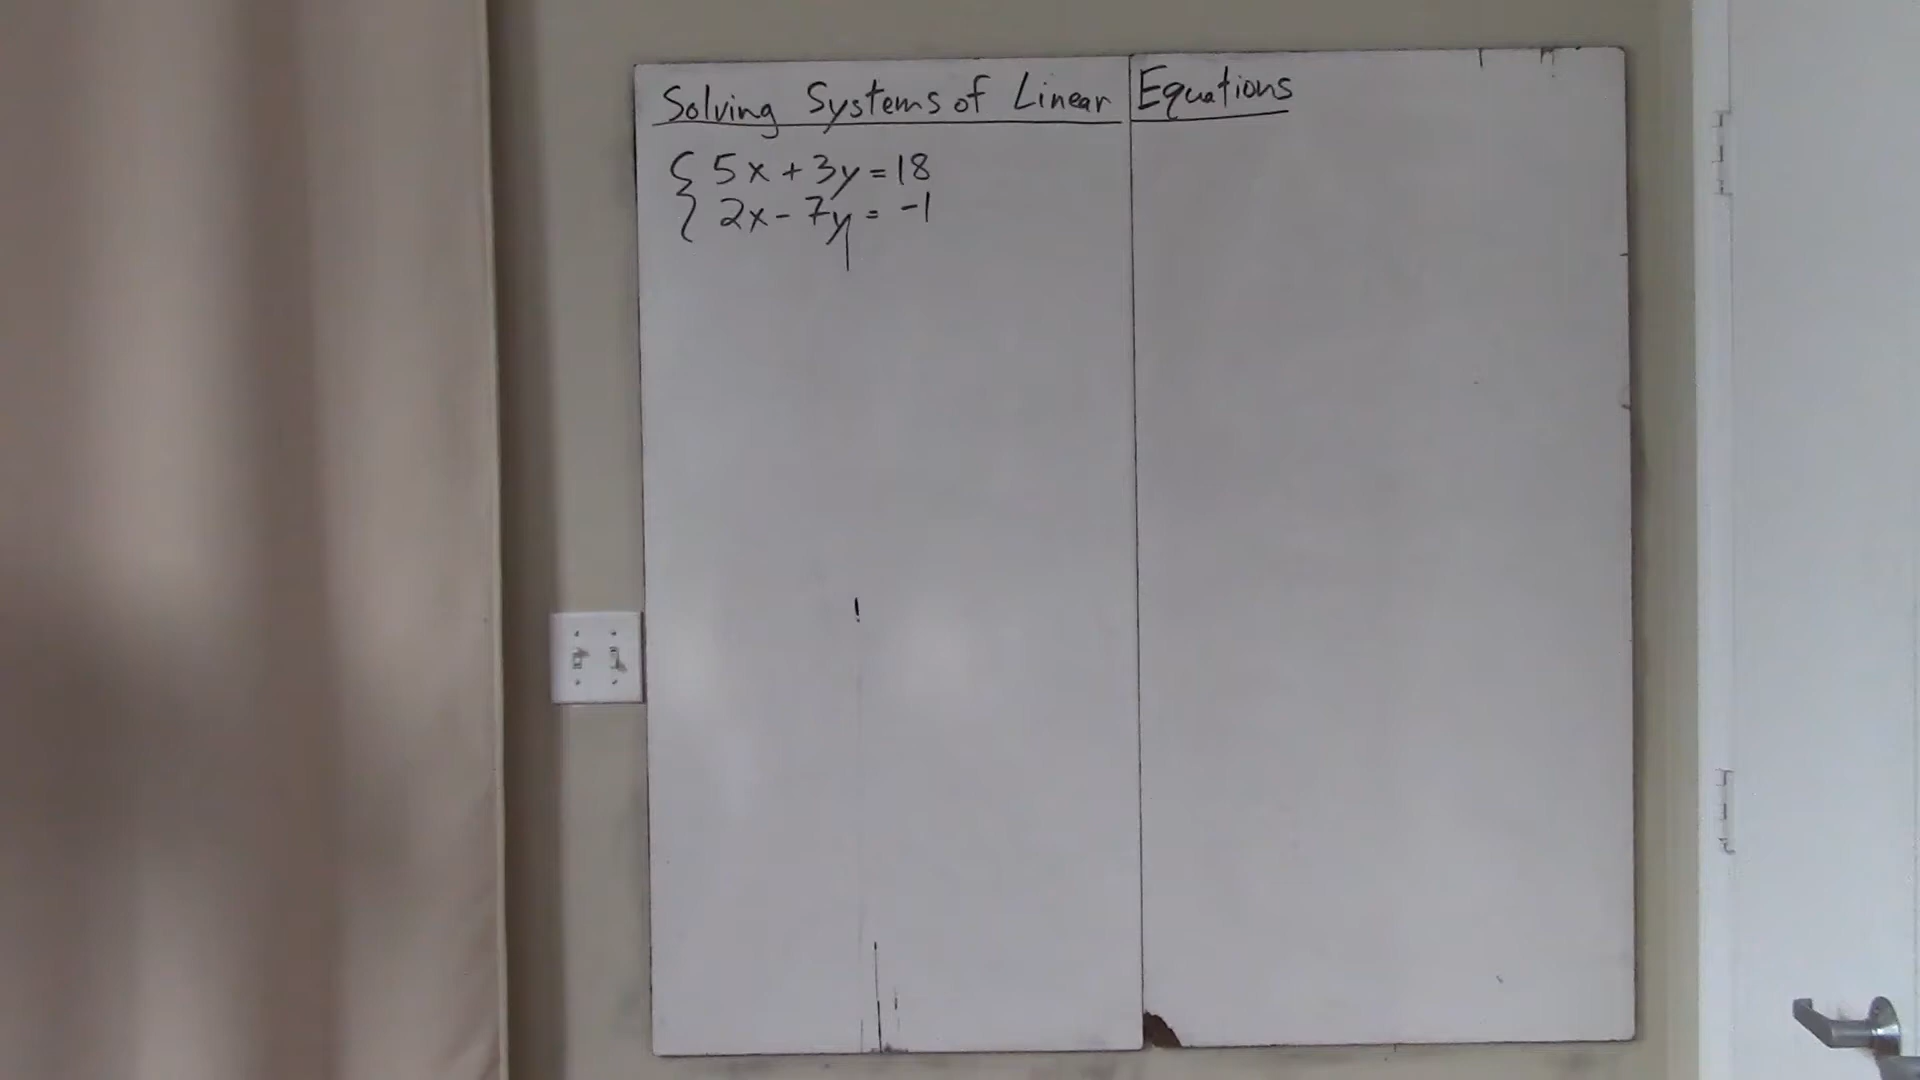 Solving Systems of Linear Equations
5x + 3y = 18
2x - 7y = -1